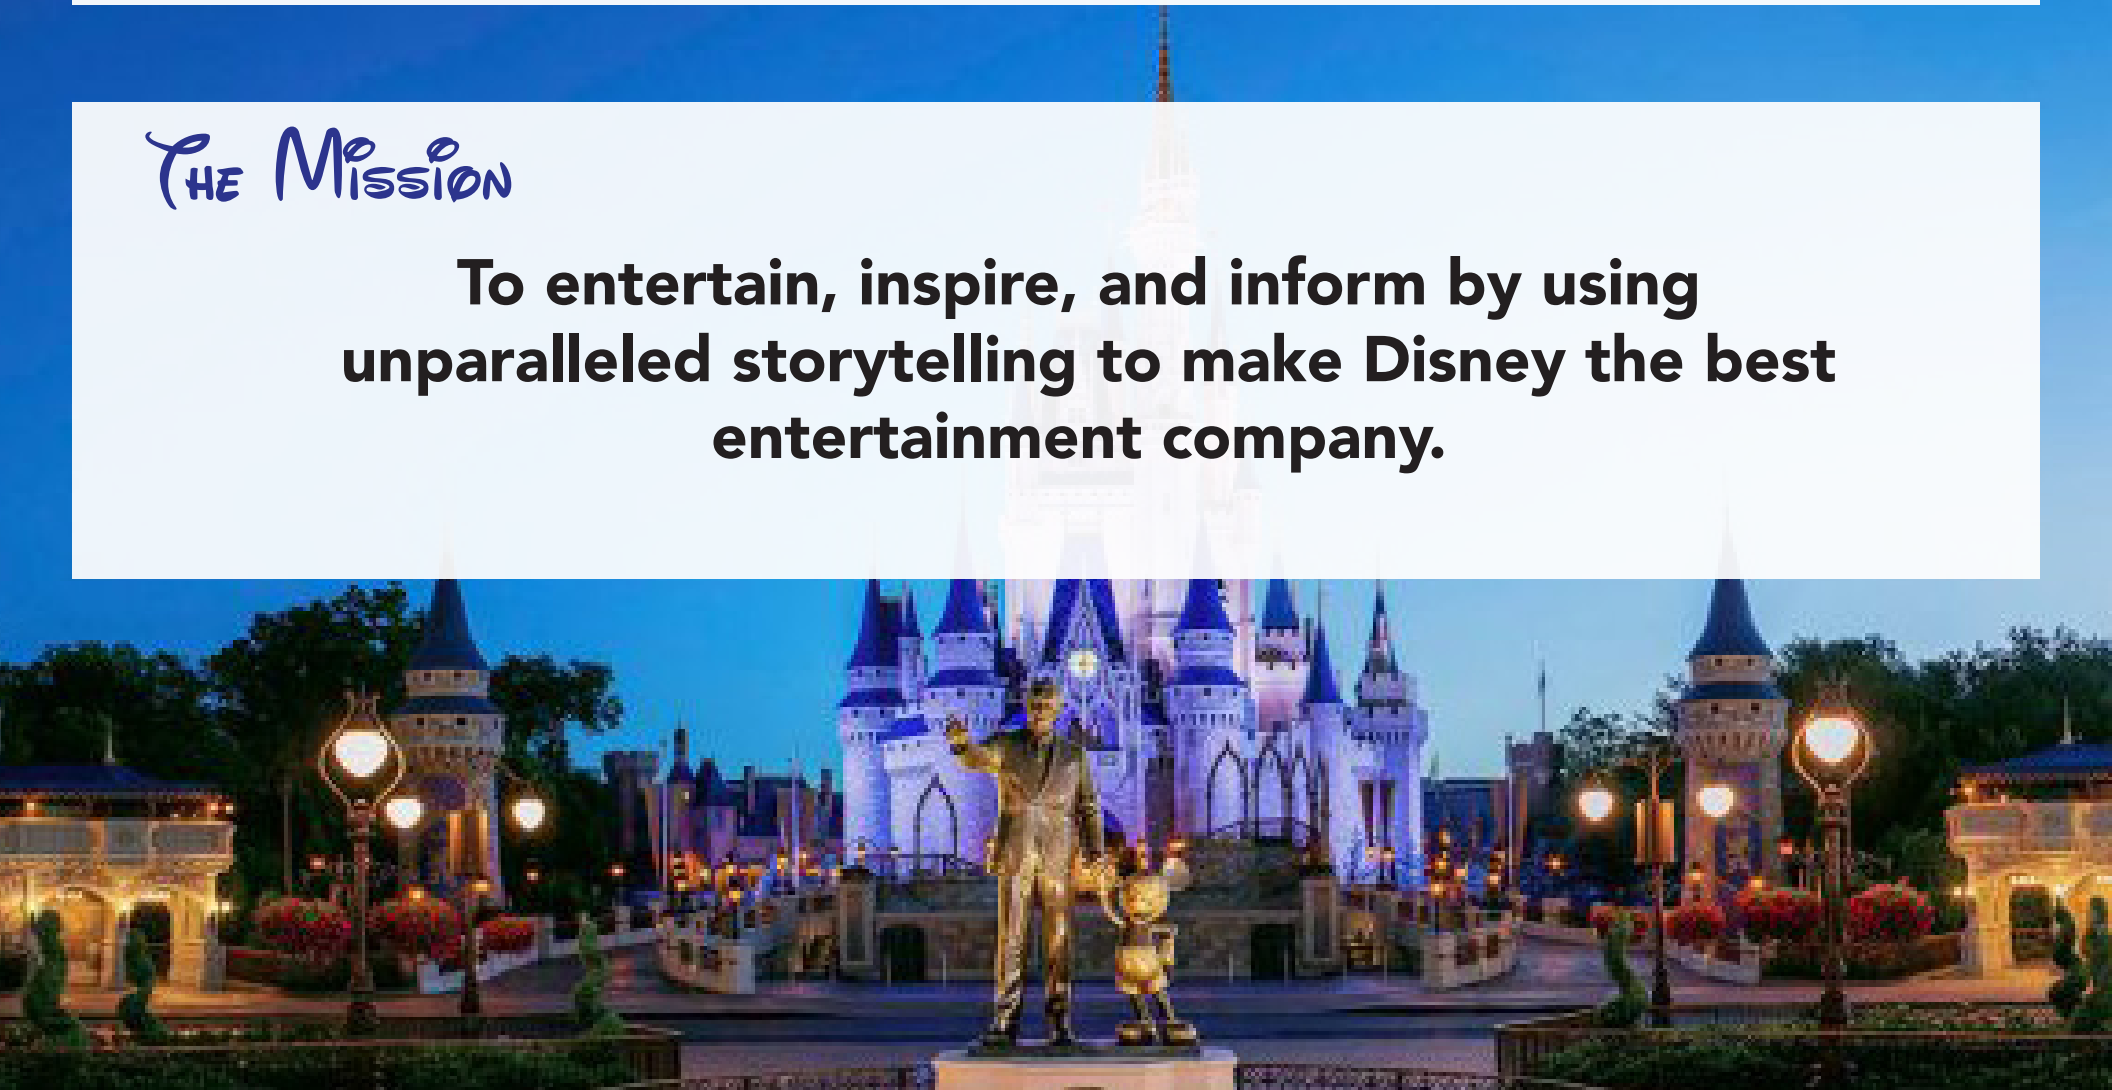 The Mission
To entertain, inspire, and inform by using
unparalleled storytelling to make Disney the best
entertainment company.